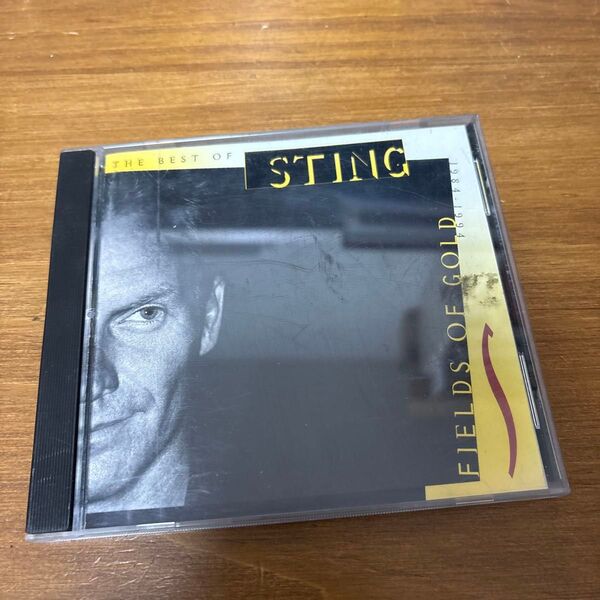 THE BEST OF
STING
1984-1994
FIELDS OF GOLD